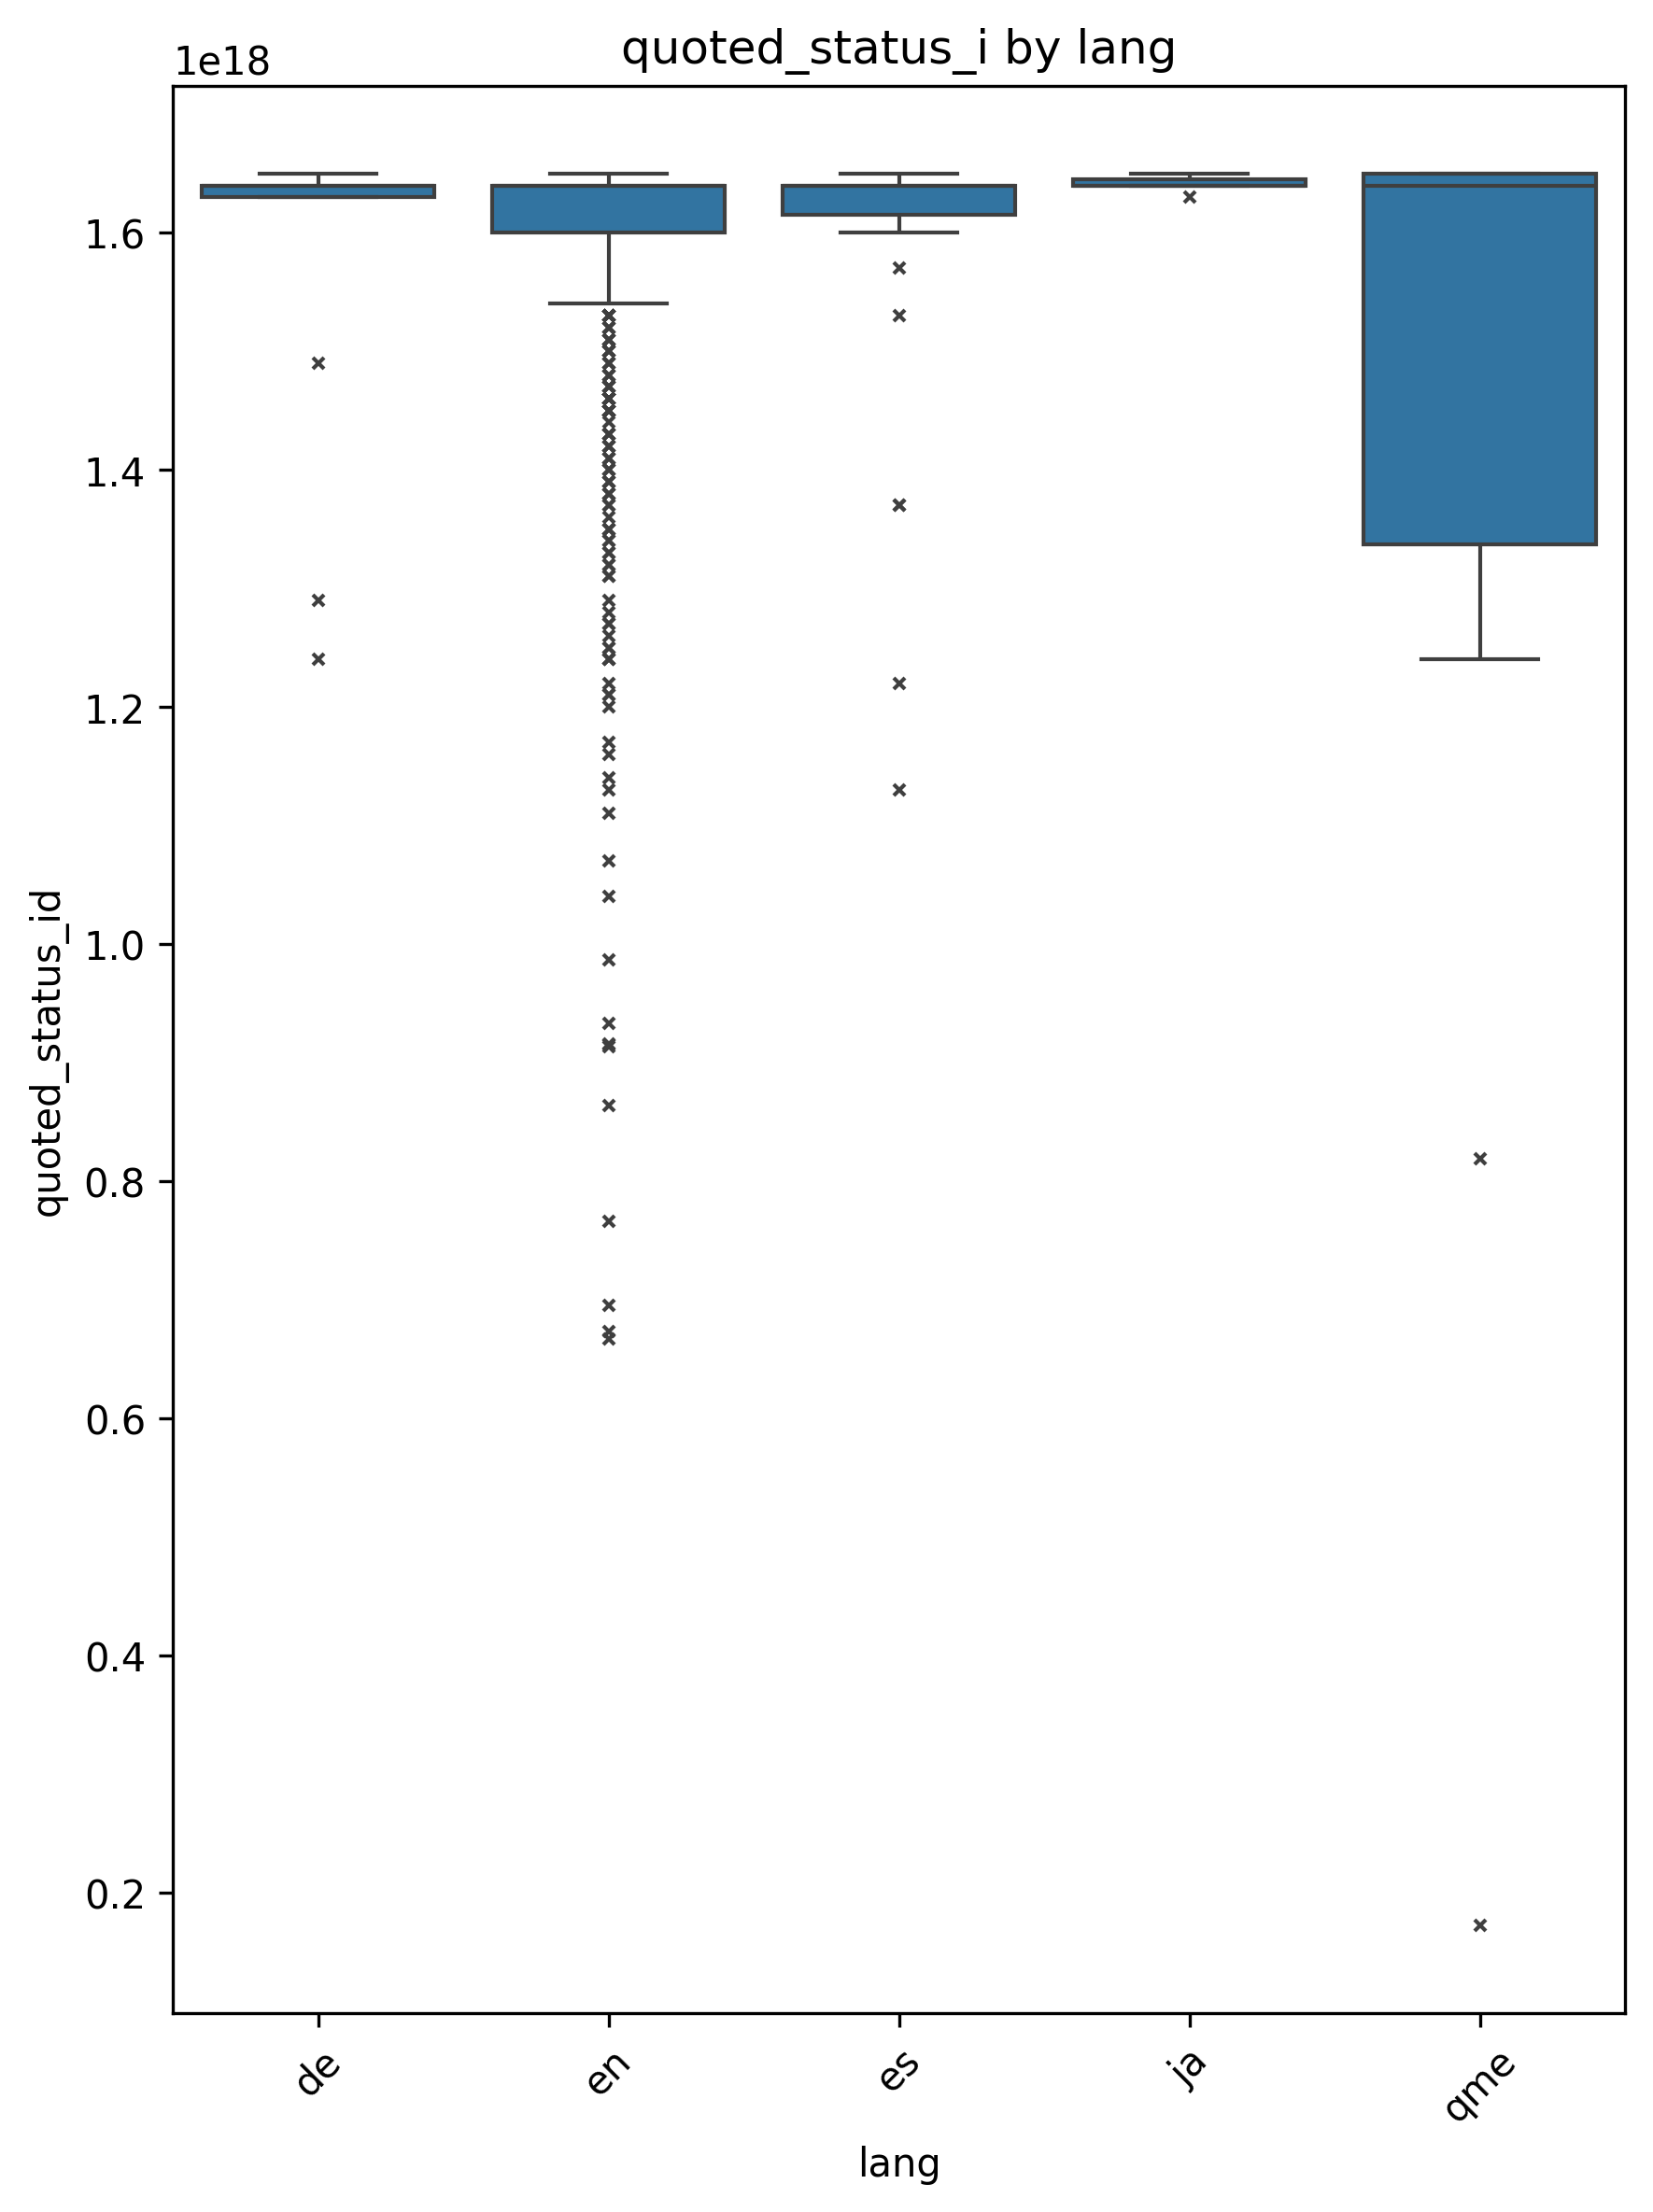 quoted_status_i by lang
1e18
1.6
1.4
1.2
1.0
0.8
0.6
0.4
0.2
quoted_status_id
de
en
es
ja
qme
lang